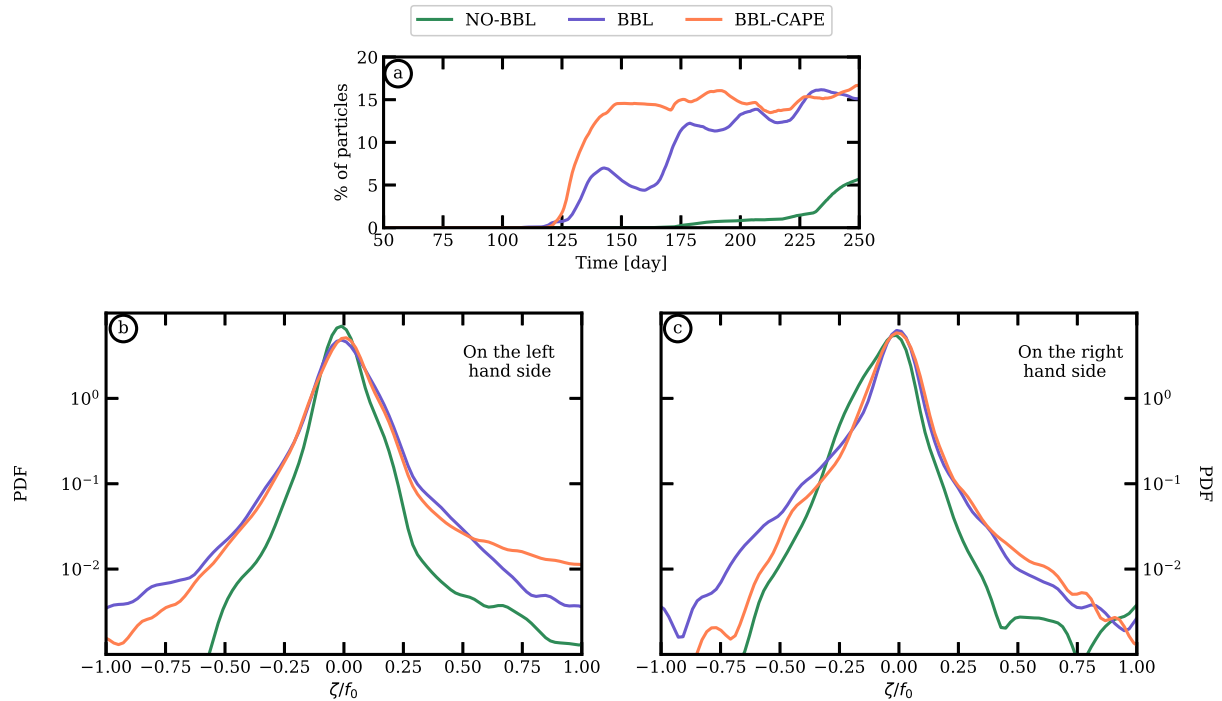 NO-BBL BBL BBL-CAPE
a
% of particles
20
15
10
5
0
50 75 100 125 150 175 200 225 250
Time [day]
b
On the left
hand side
PDF
10⁰
10⁻¹
10⁻²
−1.00 −0.75 −0.50 −0.25 0.00 0.25 0.50 0.75 1.00
ζ/f₀
c
On the right
hand side
10⁰
10⁻¹
10⁻²
PDF
−1.00 −0.75 −0.50 −0.25 0.00 0.25 0.50 0.75 1.00
ζ/f₀